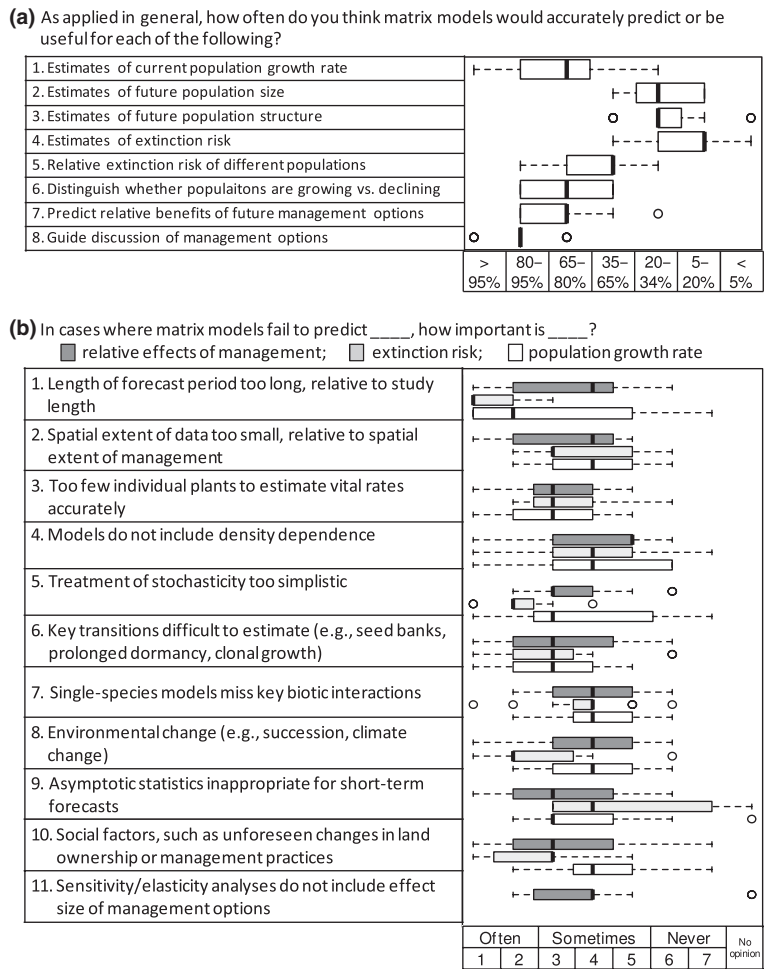 (a) As applied in general, how often do you think matrix models would accurately predict or be
useful for each of the following?
1. Estimates of current population growth rate
2. Estimates of future population size
3. Estimates of future population structure
4. Estimates of extinction risk
5. Relative extinction risk of different populations
6. Distinguish whether populaitons are growing vs. declining
7. Predict relative benefits of future management options
8. Guide discussion of management options
> 80– 65– 35– 20– 5– <
95% 95% 80% 65% 34% 20% 5%
(b) In cases where matrix models fail to predict ____, how important is ____?
relative effects of management; extinction risk; population growth rate
1. Length of forecast period too long, relative to study
length
2. Spatial extent of data too small, relative to spatial
extent of management
3. Too few individual plants to estimate vital rates
accurately
4. Models do not include density dependence
5. Treatment of stochasticity too simplistic
6. Key transitions difficult to estimate (e.g., seed banks,
prolonged dormancy, clonal growth)
7. Single-species models miss key biotic interactions
8. Environmental change (e.g., succession, climate
change)
9. Asymptotic statistics inappropriate for short-term
forecasts
10. Social factors, such as unforeseen changes in land
ownership or management practices
11. Sensitivity/elasticity analyses do not include effect
size of management options
Often Sometimes Never No
opinion
1 2 3 4 5 6 7